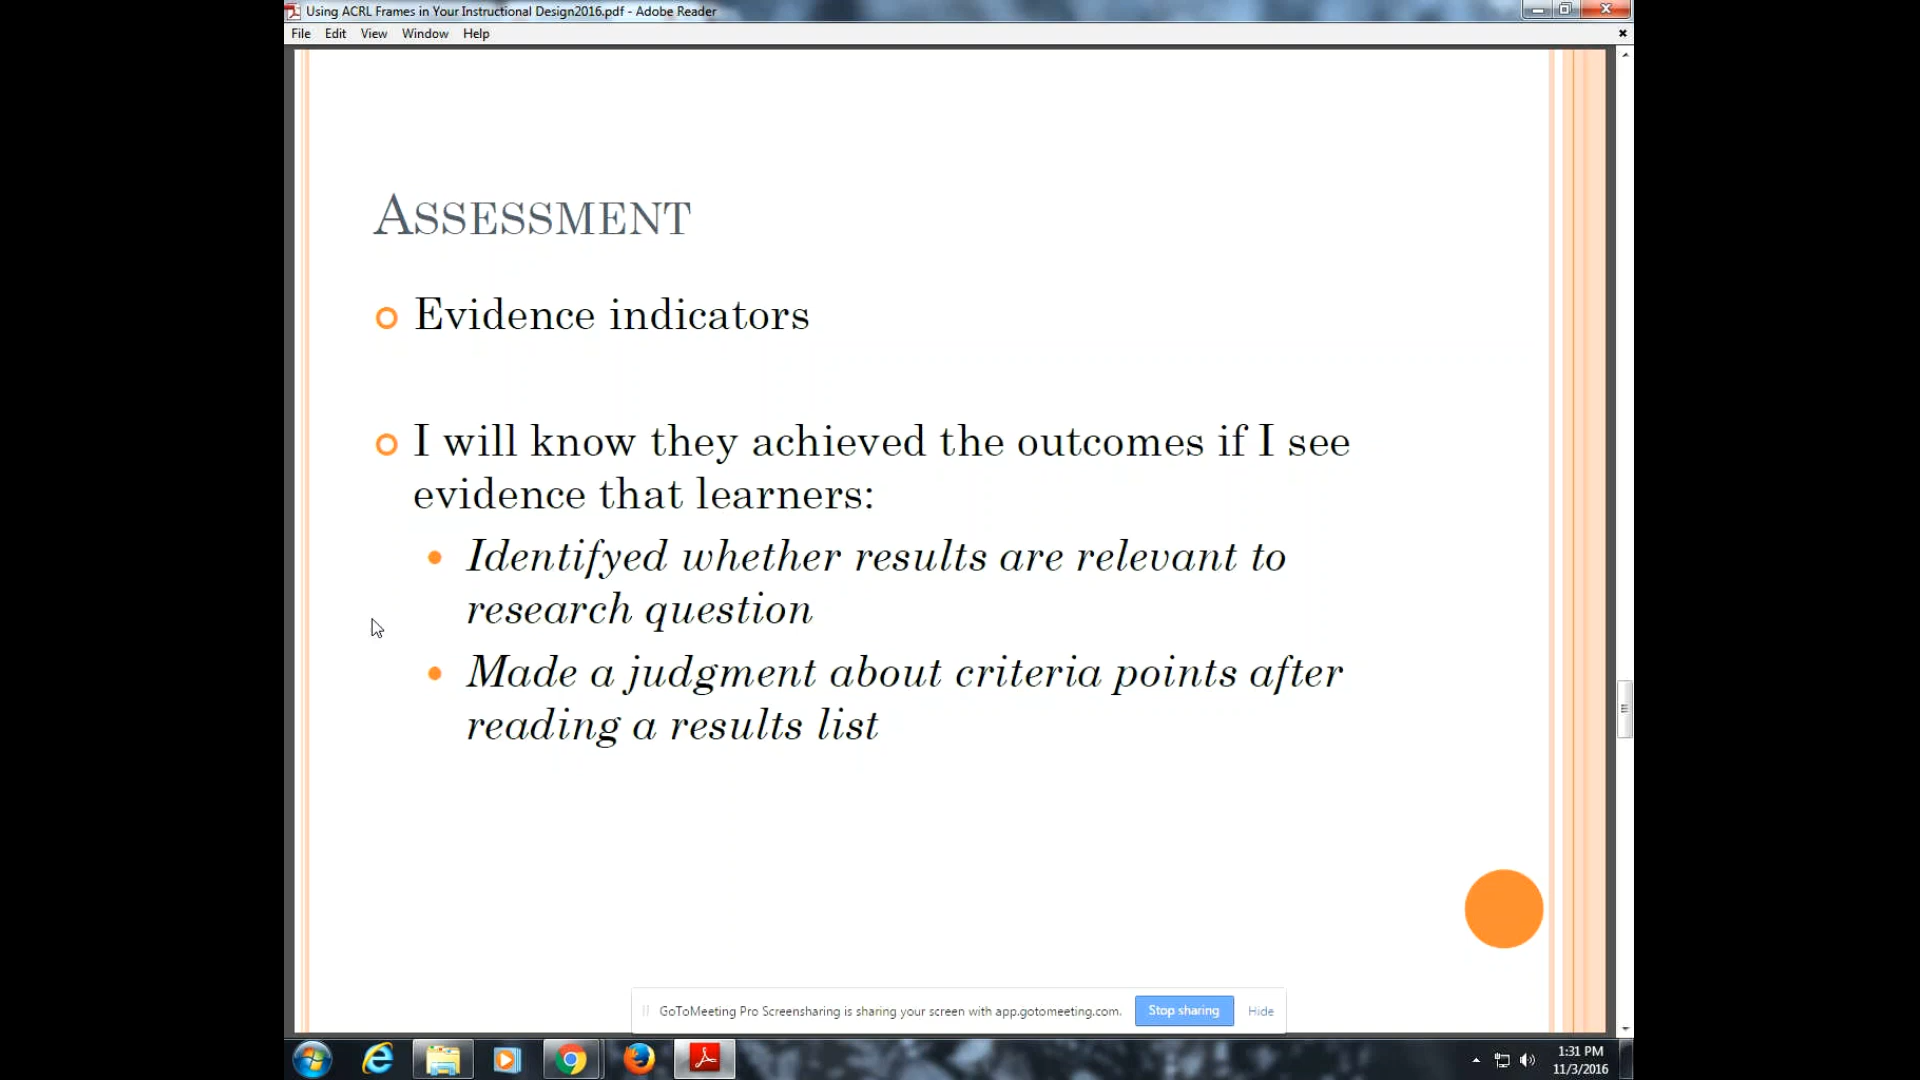 Using ACRL Frames in Your Instructional Design2016.pdf - Adobe Reader
File Edit View Window Help
ASSESSMENT
Evidence indicators
I will know they achieved the outcomes if I see
evidence that learners:
Identifyed whether results are relevant to
research question
Made a judgment about criteria points after
reading a results list
GoToMeeting Pro Screensharing is sharing your screen with app.gotomeeting.com. Stop sharing Hide
1:31 PM
11/3/2016